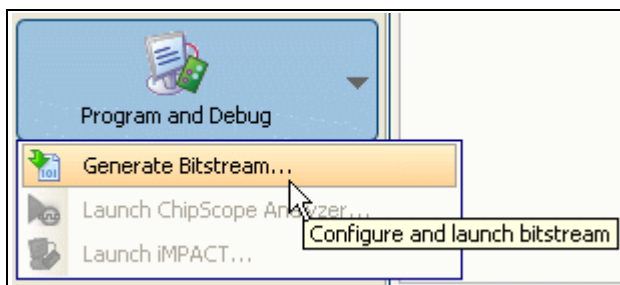 Program and Debug
Generate Bitstream...
Launch ChipScope Analyzer...
Configure and launch bitstream
Launch iMPACT...